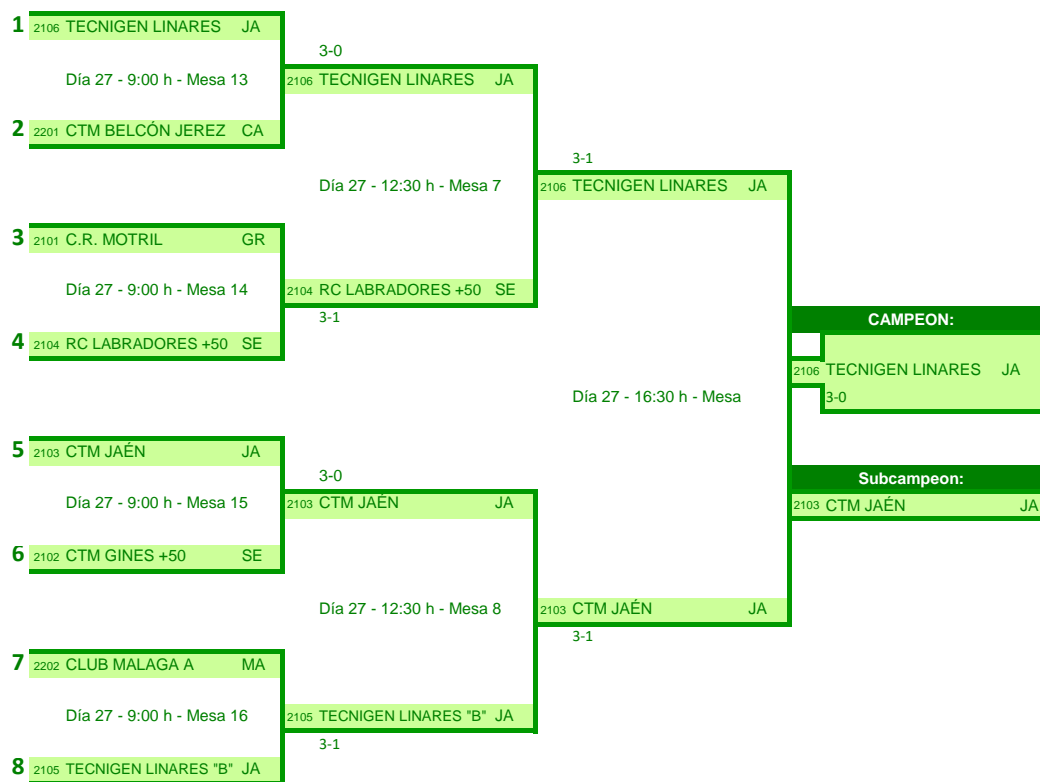 1 2106 TECNIGEN LINARES JA
3-0
Día 27 - 9:00 h - Mesa 13
2106 TECNIGEN LINARES JA
2 2201 CTM BELCÓN JEREZ CA
3-1
Día 27 - 12:30 h - Mesa 7
2106 TECNIGEN LINARES JA
3 2101 C.R. MOTRIL GR
Día 27 - 9:00 h - Mesa 14
2104 RC LABRADORES +50 SE
3-1
CAMPEON:
4 2104 RC LABRADORES +50 SE
2106 TECNIGEN LINARES JA
Día 27 - 16:30 h - Mesa
3-0
5 2103 CTM JAÉN JA
3-0
Subcampeon:
Día 27 - 9:00 h - Mesa 15
2103 CTM JAÉN JA
2103 CTM JAÉN JA
6 2102 CTM GINES +50 SE
Día 27 - 12:30 h - Mesa 8
2103 CTM JAÉN JA
3-1
7 2202 CLUB MALAGA A MA
Día 27 - 9:00 h - Mesa 16
2105 TECNIGEN LINARES "B" JA
3-1
8 2105 TECNIGEN LINARES "B" JA